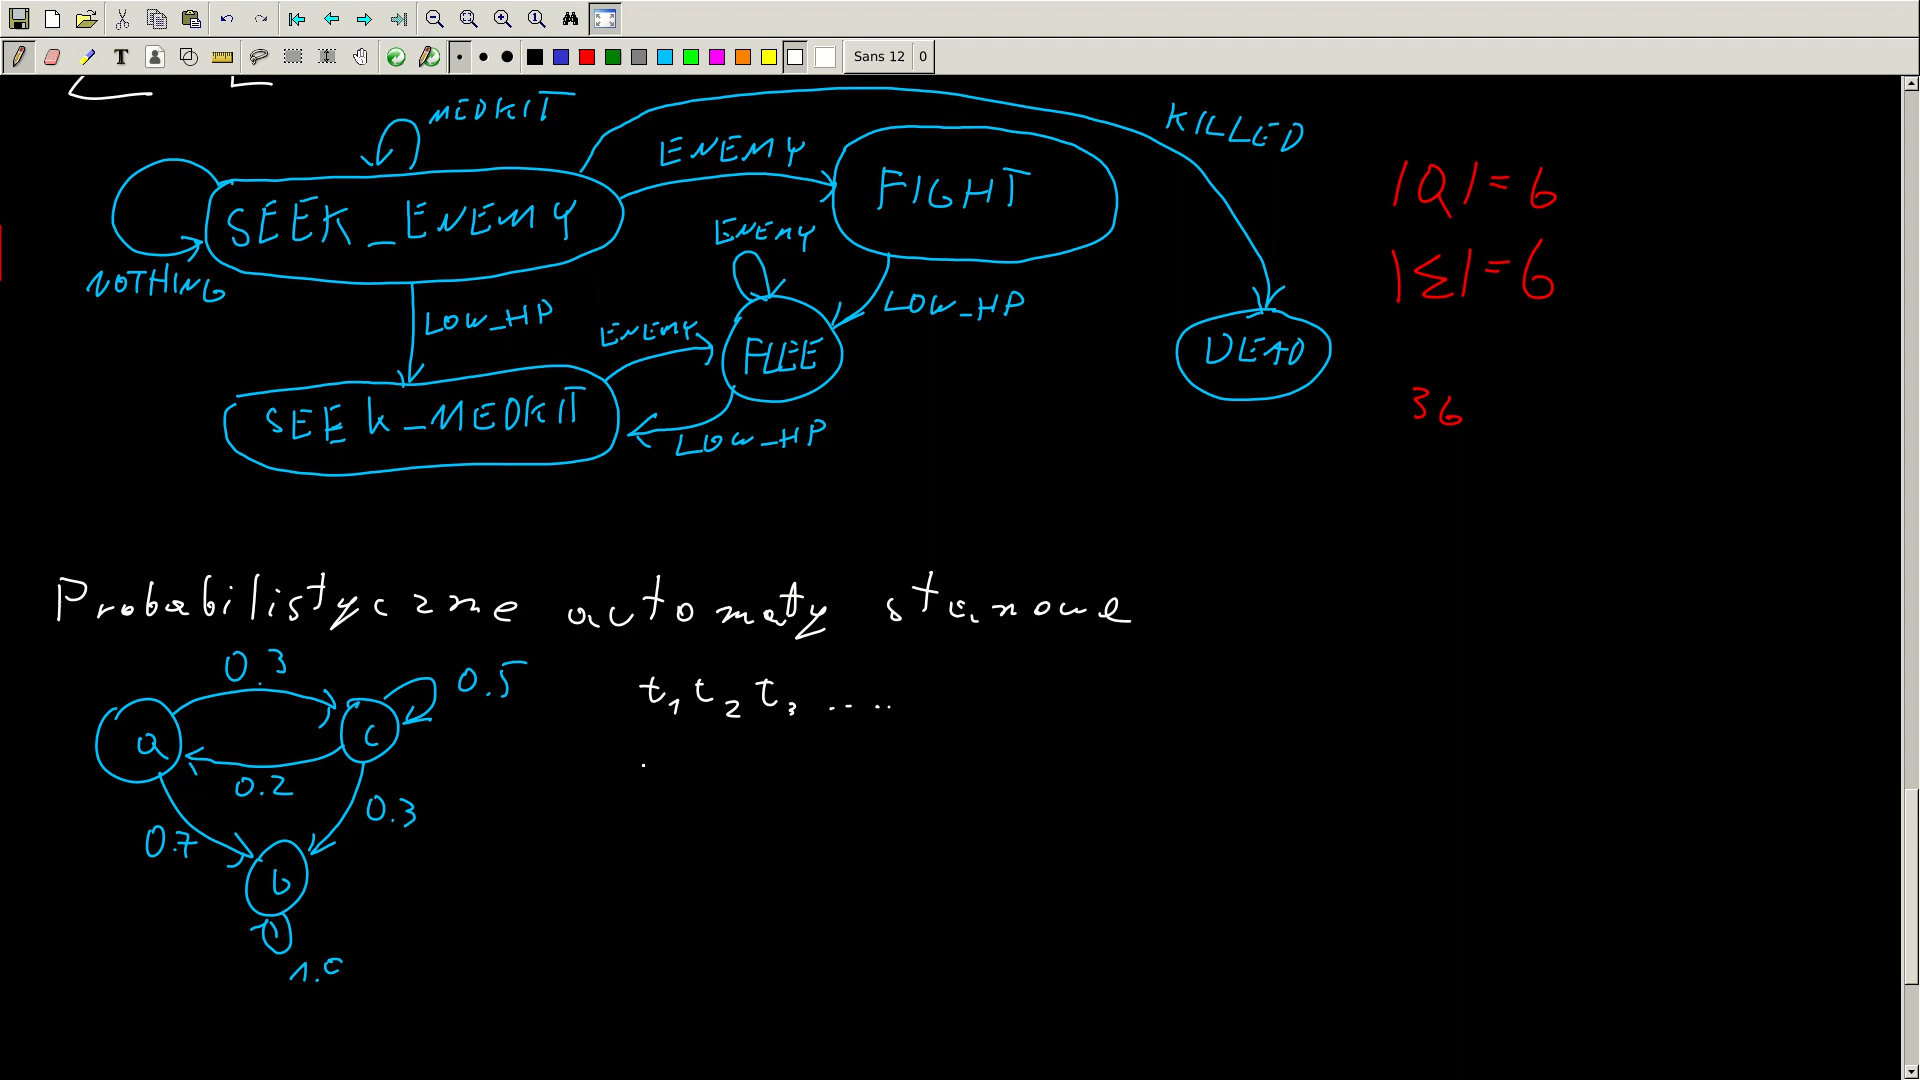 Sans 12 0
MEDKIT
KILLED
ENEMY
FIGHT
|Q| = 6
SEEK_ENEMY
ENEMY
NOTHING
|Σ| = 6
LOW_HP
LOW_HP
ENEMY
FLEE
DEAD
SEEK_MEDKIT
36
LOW_HP
Probabilistyczne automaty stanowe
0.3
0.5
t₁ t₂ t₃ ....
a
c
0.2
0.3
0.7
b
1.0